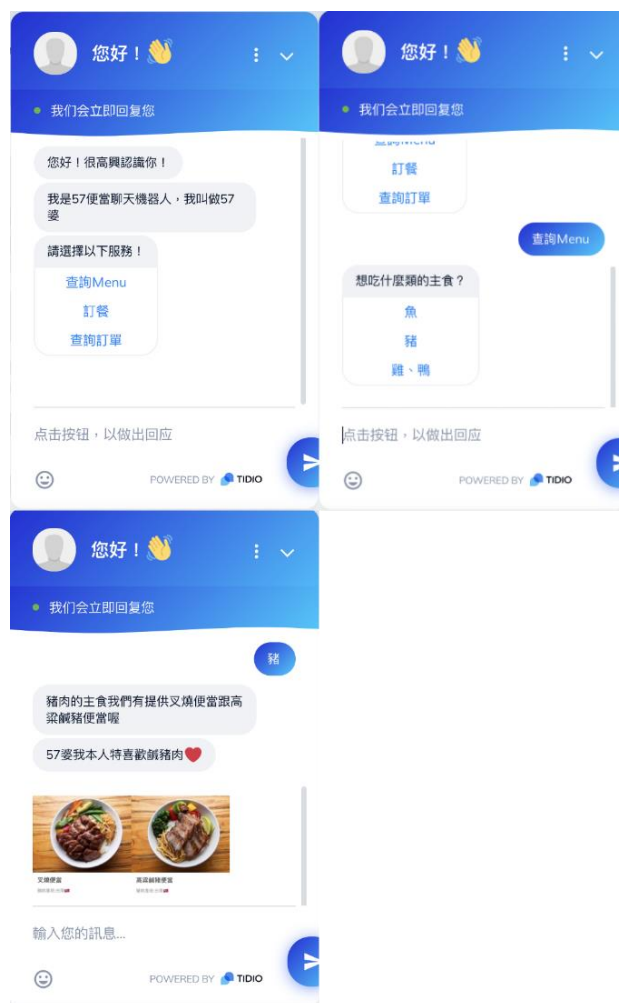 您好！👋
我们会立即回复您
您好！很高興認識你！
我是57便當聊天機器人，我叫做57
婆
請選擇以下服務！
查詢Menu
訂餐
查詢訂單
点击按钮，以做出回应
POWERED BY TIDIO
您好！👋
我们会立即回复您
查詢Menu
訂餐
查詢訂單
查詢Menu
想吃什麼類的主食？
魚
豬
雞、鴨
点击按钮，以做出回应
POWERED BY TIDIO
您好！👋
我们会立即回复您
豬
豬肉的主食我們有提供叉燒便當跟高
粱鹹豬便當喔
57婆我本人特喜歡鹹豬肉❤️
叉燒便當
高粱鹹豬便當
輸入您的訊息...
POWERED BY TIDIO